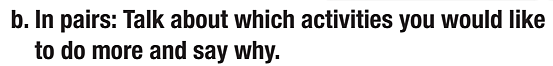 b. In pairs: Talk about which activities you would like
to do more and say why.